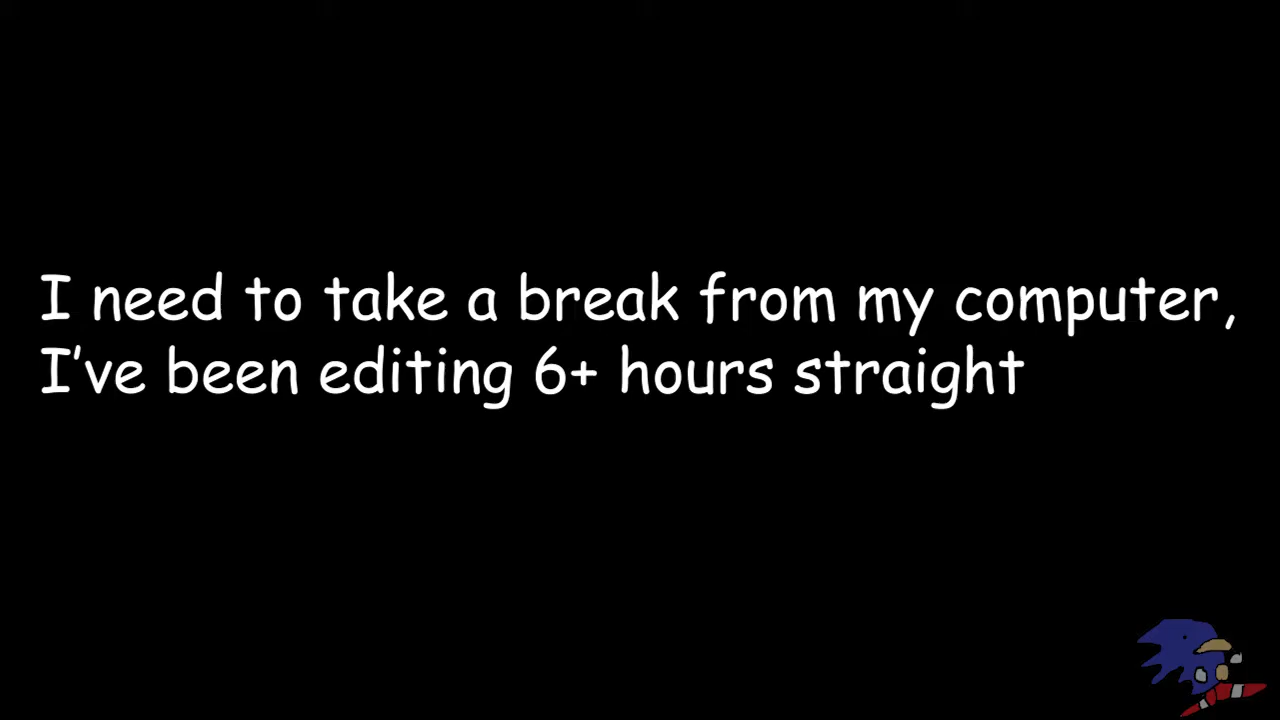 I need to take a break from my computer,
I've been editing 6+ hours straight